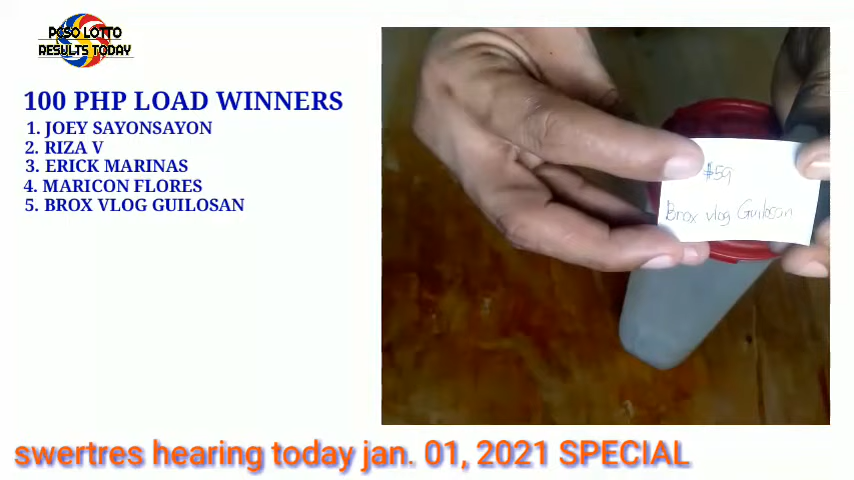 PCSO LOTTO
RESULTS TODAY
100 PHP LOAD WINNERS
1. JOEY SAYONSAYON
2. RIZA V
3. ERICK MARINAS
4. MARICON FLORES
5. BROX VLOG GUILOSAN
$59
Brox vlog Guilosan
swertres hearing today jan. 01, 2021 SPECIAL